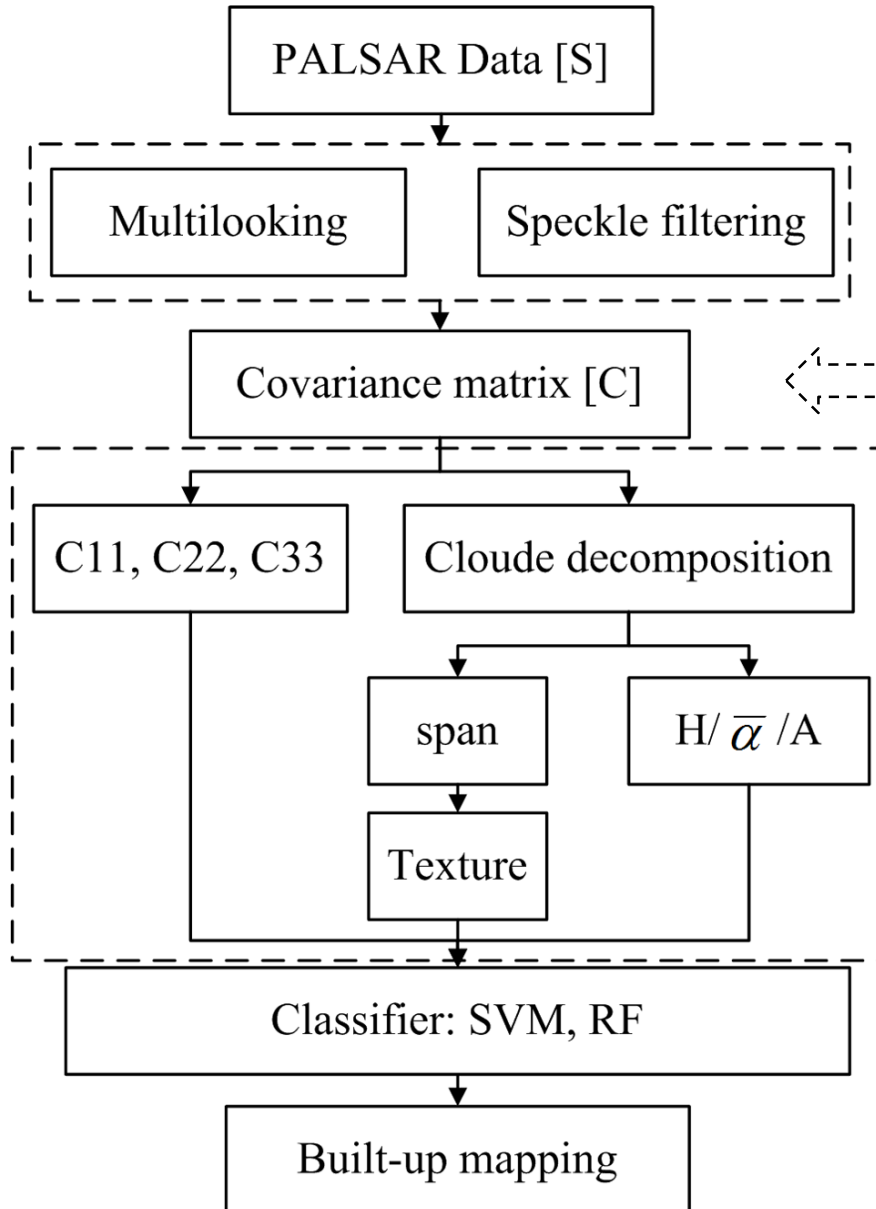 PALSAR Data [S]
Multilooking
Speckle filtering
Covariance matrix [C]
C11, C22, C33
Cloude decomposition
span
H/ α̅ /A
Texture
Classifier: SVM, RF
Built-up mapping